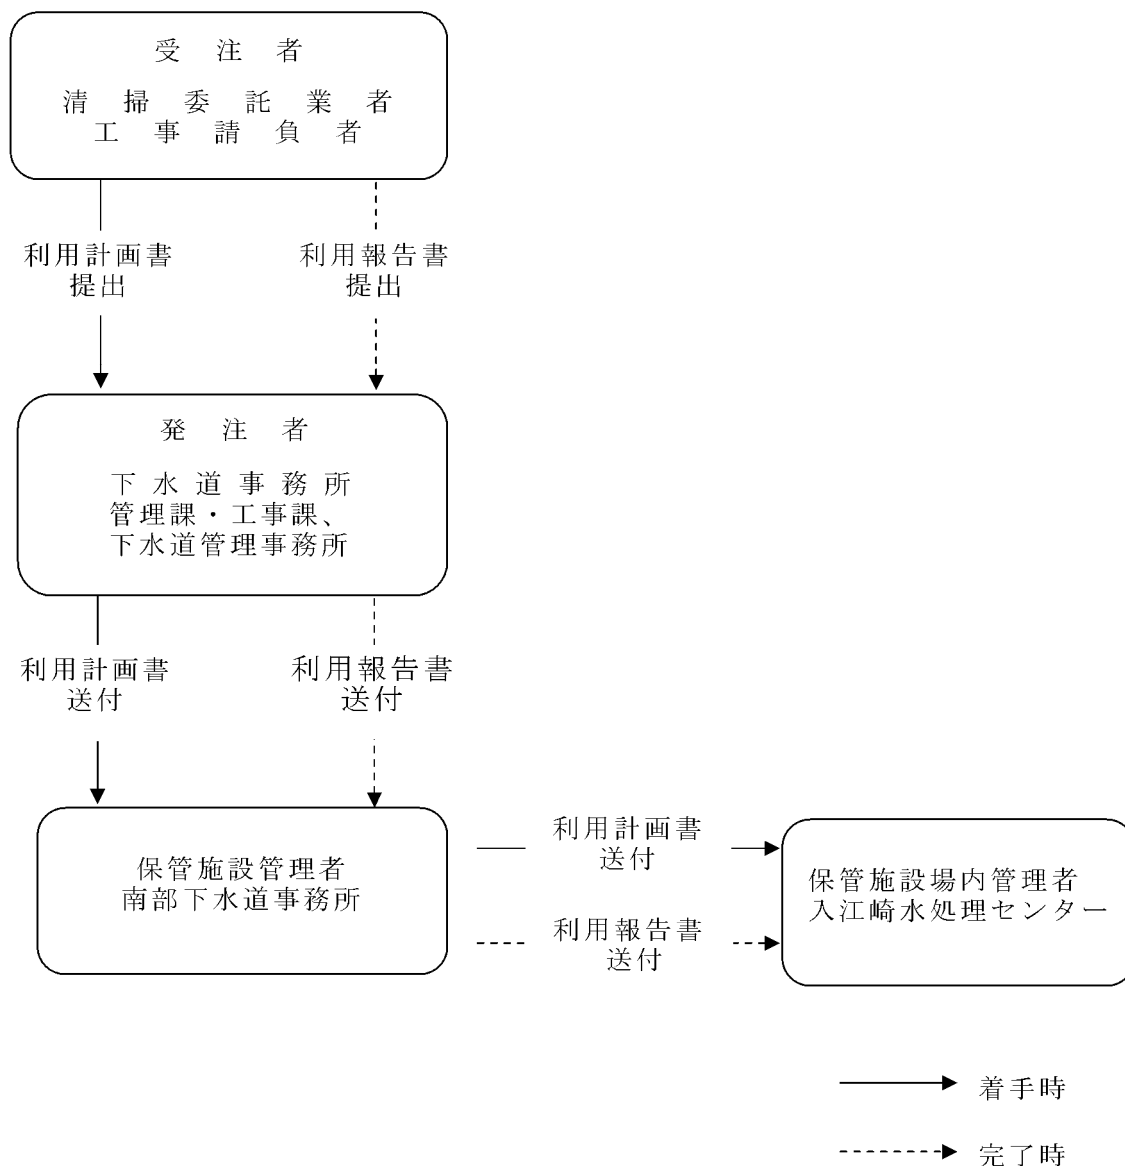 受注者
清掃委託業者
工事請負者
利用計画書
提出
利用報告書
提出
発注者
下水道事務所
管理課・工事課、
下水道管理事務所
利用計画書
送付
利用報告書
送付
保管施設管理者
南部下水道事務所
利用計画書
送付
利用報告書
送付
保管施設場内管理者
入江崎水処理センター
着手時
完了時